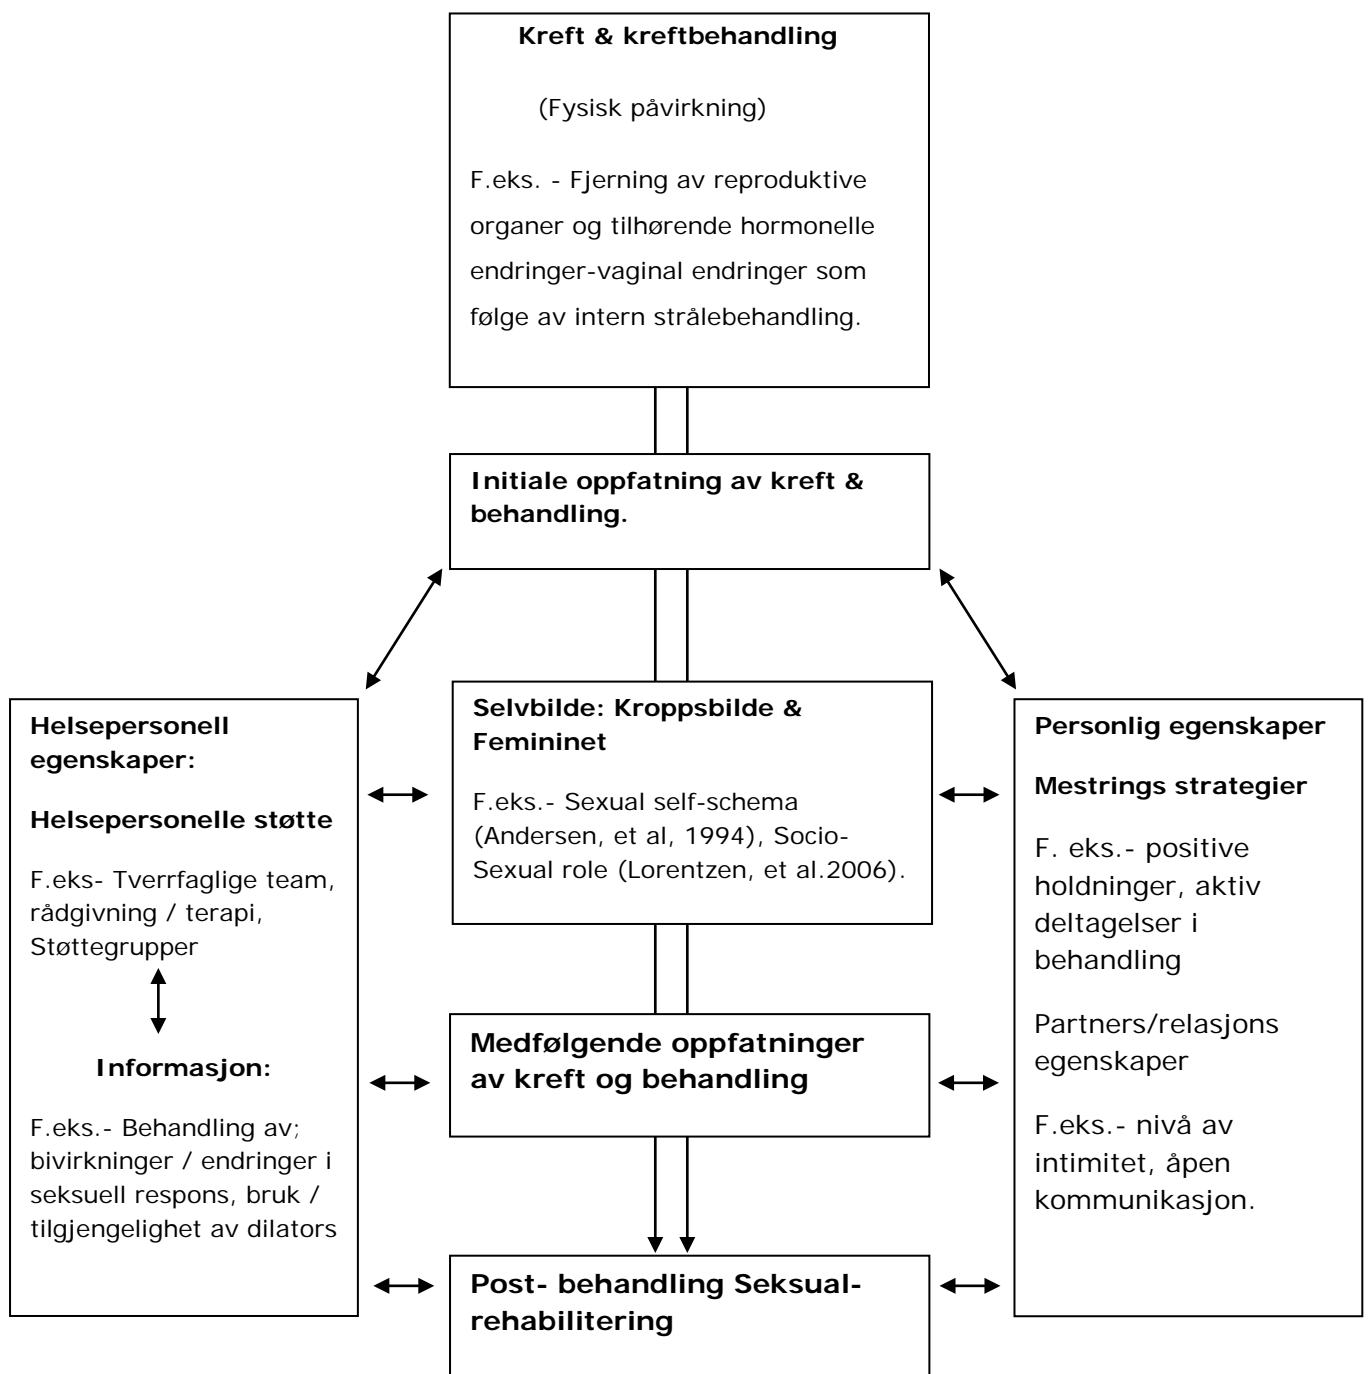 Kreft & kreftbehandling
(Fysisk påvirkning)
F.eks. - Fjerning av reproduktive
organer og tilhørende hormonelle
endringer-vaginal endringer som
følge av intern strålebehandling.
Initiale oppfatning av kreft &
behandling.
Helsepersonell
egenskaper:
Helsepersonelle støtte
F.eks- Tverrfaglige team,
rådgivning / terapi,
Støttegrupper
Informasjon:
F.eks.- Behandling av;
bivirkninger / endringer i
seksuell respons, bruk /
tilgjengelighet av dilators
Selvbilde: Kroppsbilde &
Femininet
F.eks.- Sexual self-schema
(Andersen, et al, 1994), Socio-
Sexual role (Lorentzen, et al.2006).
Medfølgende oppfatninger
av kreft og behandling
Post- behandling Seksual-
rehabilitering
Personlig egenskaper
Mestrings strategier
F. eks.- positive
holdninger, aktiv
deltagelser i
behandling
Partners/relasjons
egenskaper
F.eks.- nivå av
intimitet, åpen
kommunikasjon.